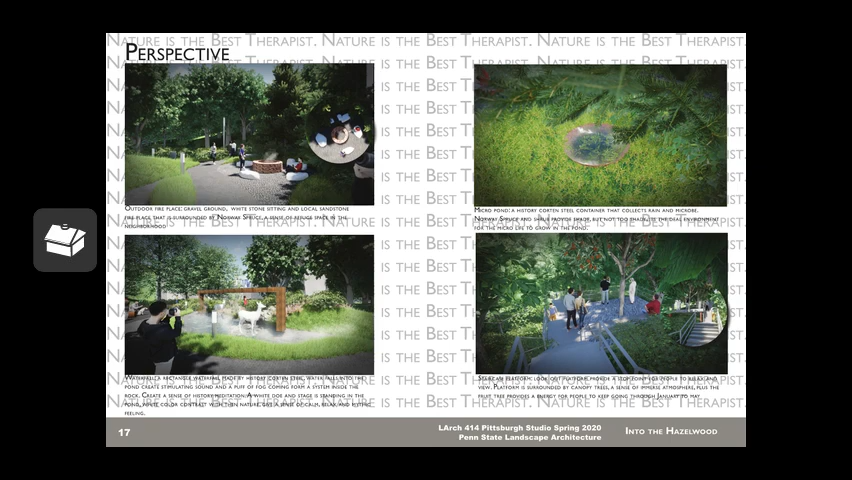 Nature is the Best Therapist. Nature is the Best Therapist. Nature is the Best Therapist.
Perspective
Outdoor fire place: gravel ground, white stone sitting and local sandstone
fire place that is surrounded by Norway Spruce, a sense of refuge space in the
neighborhood
Micro pond: a history corten steel container that collects rain and microbe.
Norway Spruce and shrub provide shade, but not too shaded is the ideal environment
for the micro life to grow in the pond.
Waterfall: a rectangle waterfall made by history corten steel, water falls into the
pond create stimulating sound and a puff of fog coming form a system inside the
rock. Create a sense of history meditation. A white dos and stage is standing in the
pond, white color contrast with then nature, give a sense of calm, relax and mythic
feeling.
Staircase platform: look out platform, provide a stop point for people to relax and
view. Platform is surrounded by canopy trees, a sense of immerse atmosphere, plus the
fruit tree provides a energy for people to keep going through January to may
17
LArch 414 Pittsburgh Studio Spring 2020
Penn State Landscape Architecture
Into the Hazelwood